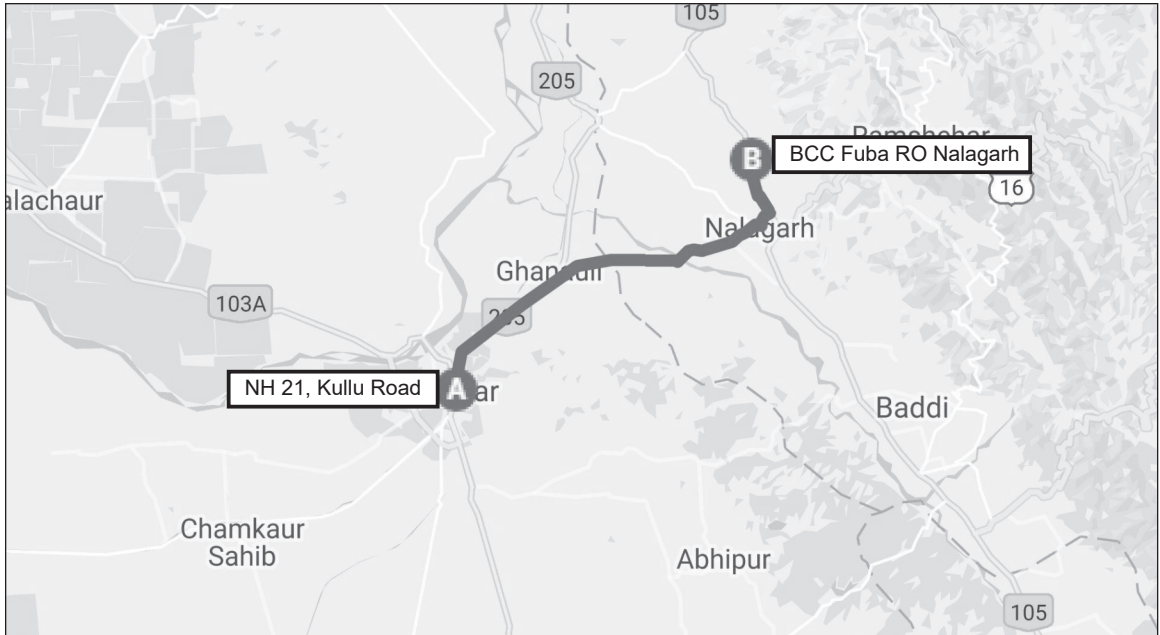 105
205
B
BCC Fuba RO Nalagarh
16
alachaur
Nalagarh
Ghanauli
103A
205
NH 21, Kullu Road
A
ar
Baddi
Chamkaur
Sahib
Abhipur
105